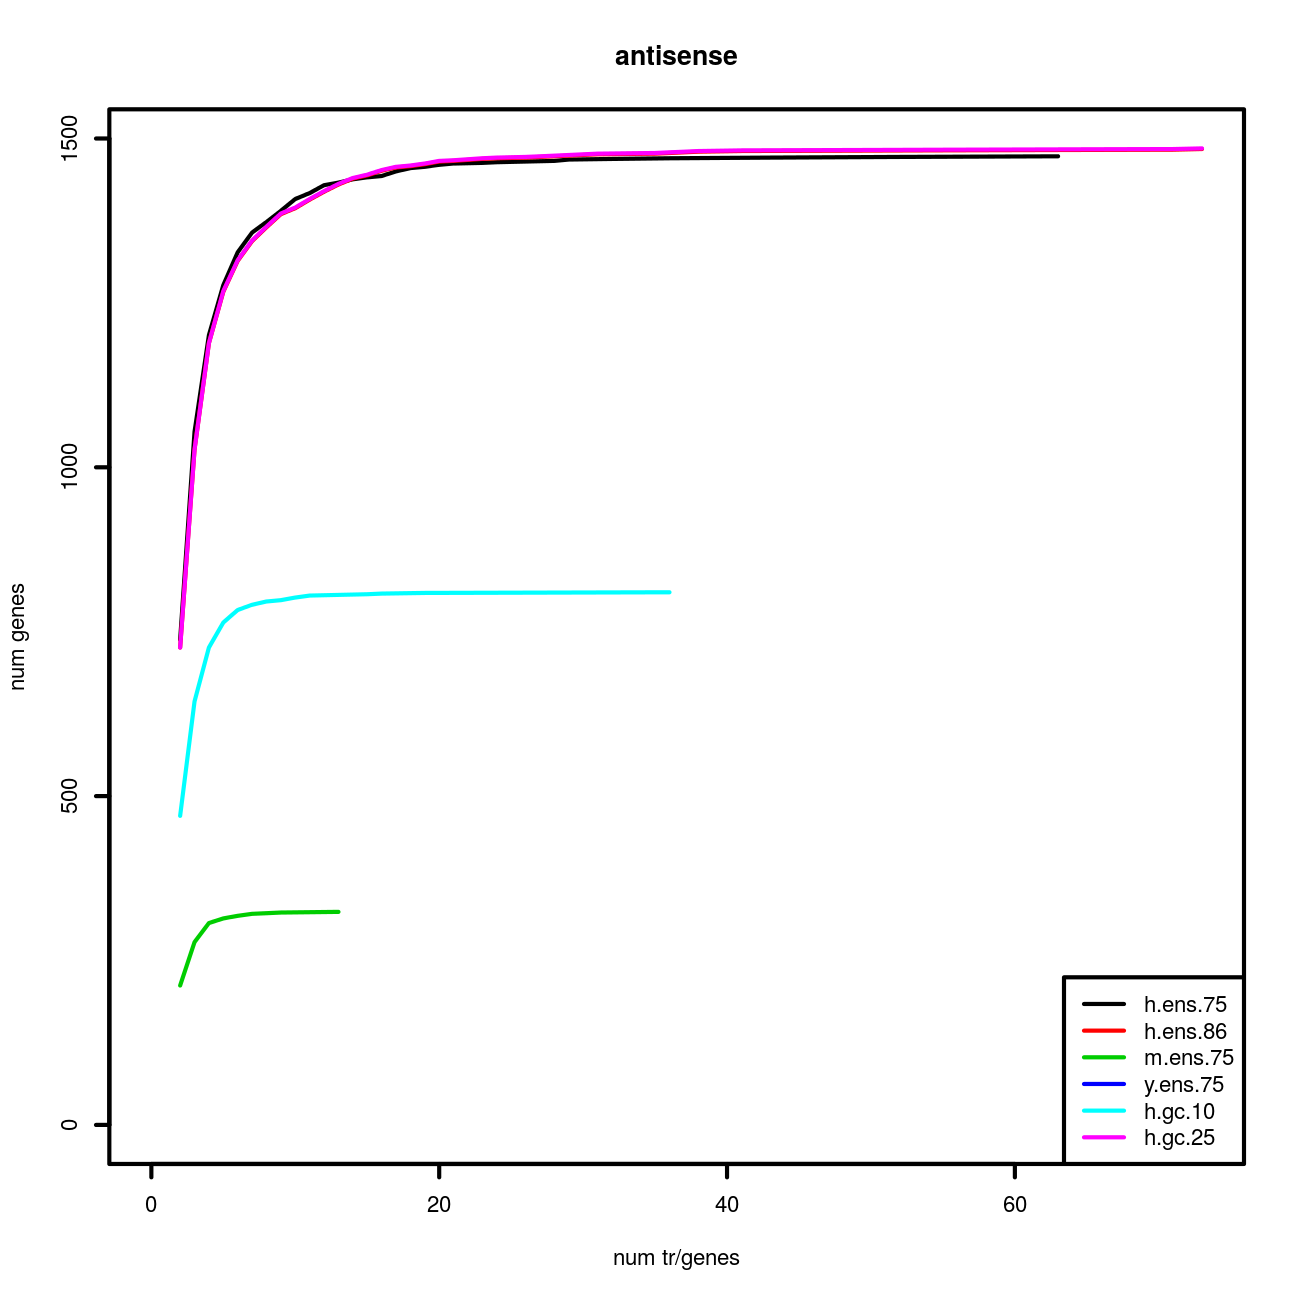 antisense
1500
1000
500
0
num genes
0 20 40 60
num tr/genes
h.ens.75
h.ens.86
m.ens.75
y.ens.75
h.gc.10
h.gc.25